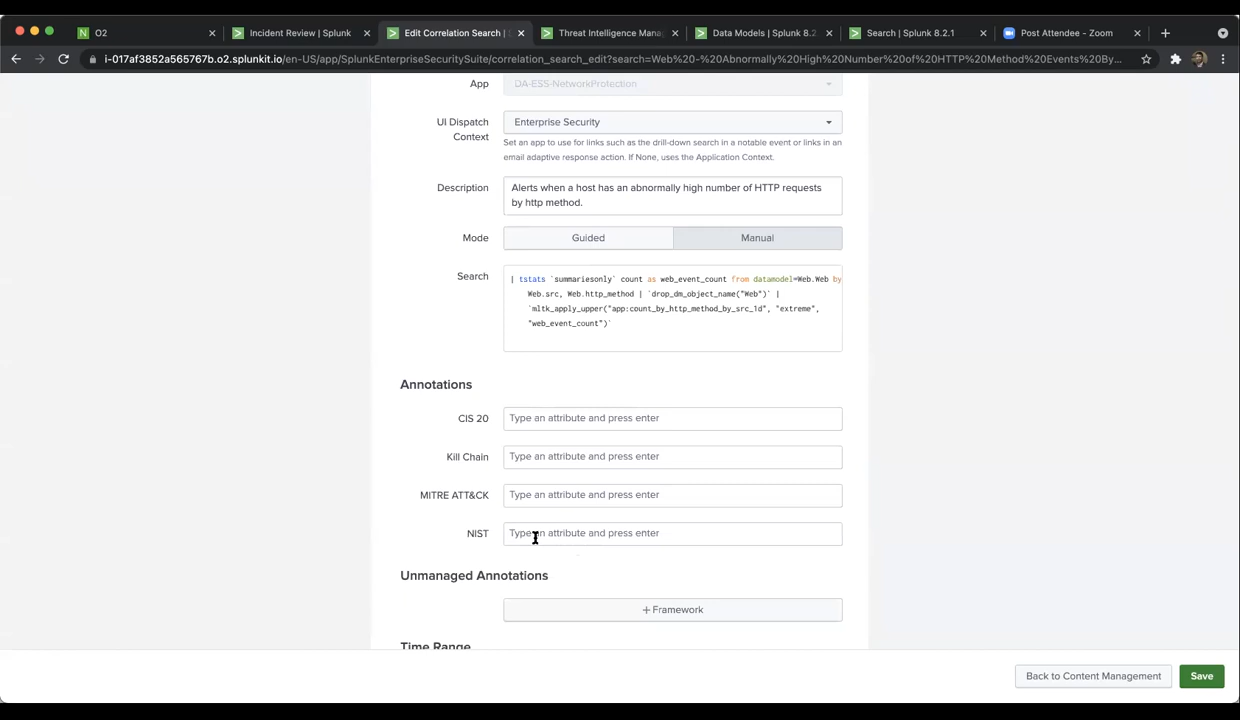 O2
Incident Review | Splunk
Edit Correlation Search |
Threat Intelligence Mana
Data Models | Splunk 8.2
Search | Splunk 8.2.1
Post Attendee - Zoom
i-017af3852a565767b.o2.splunkit.io/en-US/app/SplunkEnterpriseSecuritySuite/correlation_search_edit?search=Web%20-%20Abnormally%20High%20Number%20of%20HTTP%20Method%20Events%20By...
App
DA-ESS-NetworkProtection
UI Dispatch
Context
Enterprise Security
Set an app to use for links such as the drill-down search in a notable event or links in an
email adaptive response action. If None, uses the Application Context.
Description
Alerts when a host has an abnormally high number of HTTP requests
by http method.
Mode
Guided
Manual
Search
| tstats `summariesonly` count as web_event_count from datamodel=Web.Web by
Web.src, Web.http_method | `drop_dm_object_name("Web")` |
`mltk_apply_upper("app:count_by_http_method_by_src_1d", "extreme",
"web_event_count")`
Annotations
CIS 20
Type an attribute and press enter
Kill Chain
Type an attribute and press enter
MITRE ATT&CK
Type an attribute and press enter
NIST
Type an attribute and press enter
Unmanaged Annotations
+ Framework
Time Range
Back to Content Management
Save